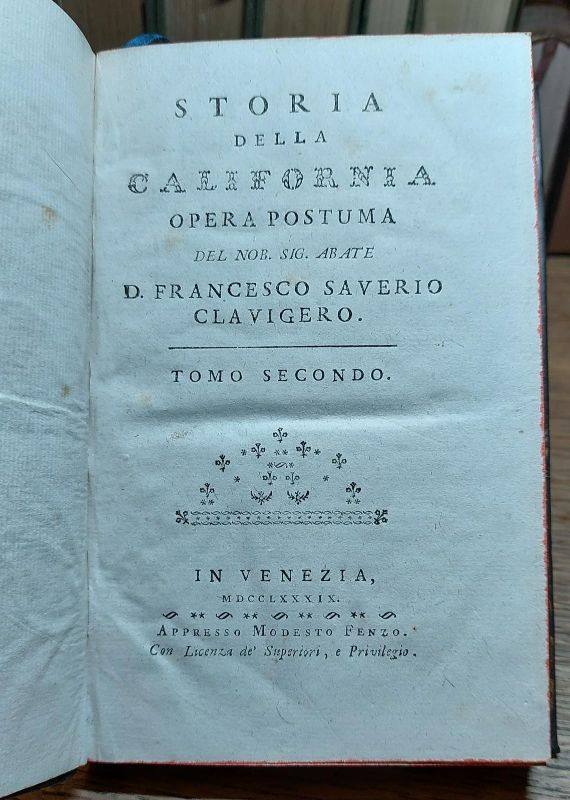 STORIA
DELLA
CALIFORNIA
OPERA POSTUMA
DEL NOB. SIG. ABATE
D. FRANCESCO SAVERIO
CLAVIGERO.
TOMO SECONDO.
IN VENEZIA,
MDCCLXXXIX.
APPRESSO MODESTO FENZO.
Con Licenza de' Superiori, e Privilegio.